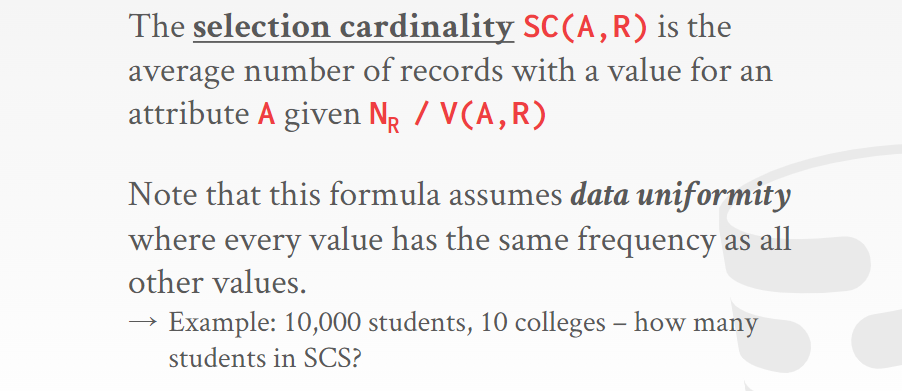 The selection cardinality SC(A,R) is the
average number of records with a value for an
attribute A given NR / V(A,R)
Note that this formula assumes data uniformity
where every value has the same frequency as all
other values.
→ Example: 10,000 students, 10 colleges – how many
students in SCS?